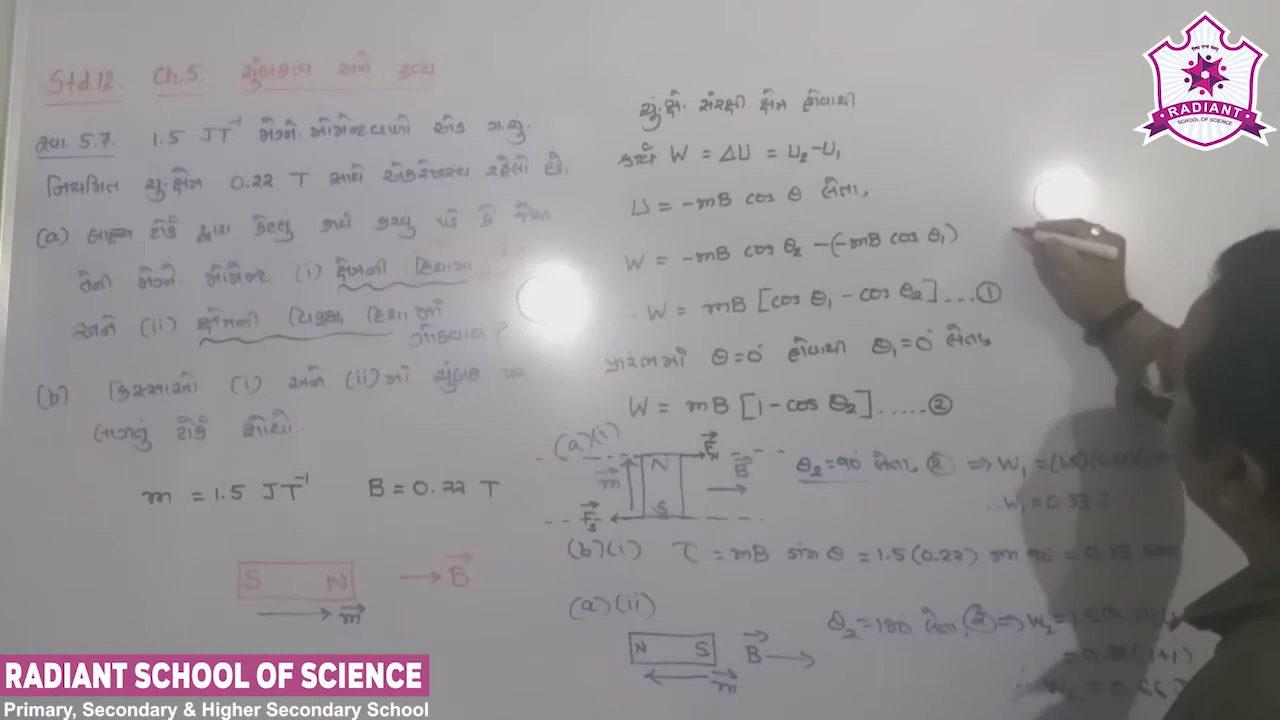 Std.12. Ch.5 ચુંબકત્વ અને દ્રવ્ય
સ્વા. 5.7. 1.5 JT⁻¹ મેગ્ને. મોમેન્ટવાળો એક ગ.ચું.
નિયમિત ચું.ક્ષેત્ર 0.22 T સાથે એકરેખસ્થ રહેલો છે.
(a) બાહ્ય ટોર્ક દ્વારા કેટલું કાર્ય કરવું પડે કે જેથી
તેની મેગ્ને. મોમેન્ટ (i) ક્ષેત્રની દિશામાં
અને (ii) ક્ષેત્રની વિરુદ્ધ દિશામાં
ગોઠવાય?
(b) કિસ્સાઓ (i) અને (ii)માં ચુંબક પર
લાગતું ટોર્ક શોધો.
m = 1.5 JT⁻¹ B = 0.22 T
S N → B⃗
m⃗
ચું.ક્ષે. સંરક્ષી ક્ષેત્ર હોવાથી
કાર્ય W = ΔU = U₂-U₁
U = -mB cos θ લેતા,
W = -mB cos θ₂ -(-mB cos θ₁)
W = mB [cos θ₁ - cos θ₂] ....①
પ્રારંભમાં θ=0° હોવાથી θ₁=0° લેતા,
W = mB [1-cos θ₂] ......②
(a)(i) N S m⃗ F⃗N F⃗S B⃗ θ₂=90° લેતા, ② ⇒ W₁=(1.5)
∴ W₁=0.33 J
(b)(i) τ = mB sin θ = 1.5(0.22) sin 90° = 0.33
(a)(ii)
N S B⃗ → m⃗ θ₂=180° લેતા, ② ⇒ W₂=1.5
=0.33(1+1)
∴ W₂=0.66 J
RADIANT
SCHOOL OF SCIENCE
RADIANT SCHOOL OF SCIENCE
Primary, Secondary & Higher Secondary School